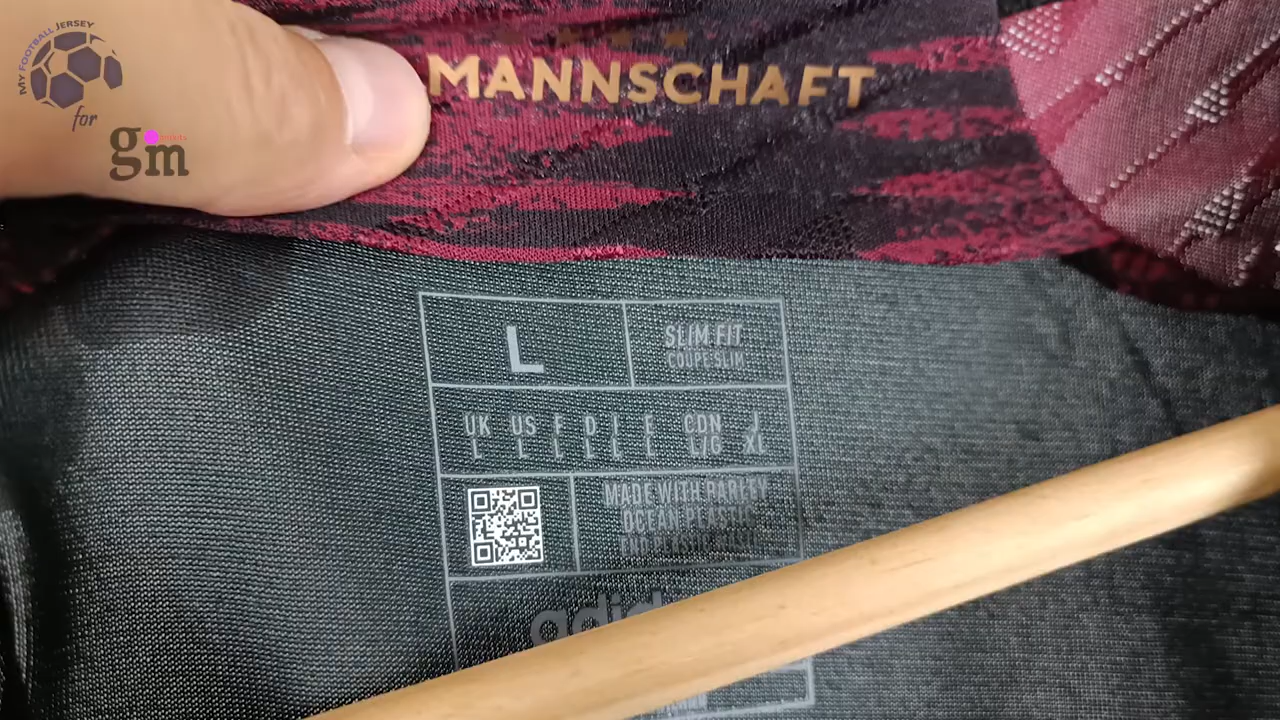 MY FOOTBALL JERSEY
for
gm
MANNSCHAFT
L
SLIM FIT
COUPE SLIM
UK US F D I E CDN J
L L L L L L L/G XL
MADE WITH PARLEY
OCEAN PLASTIC
adid